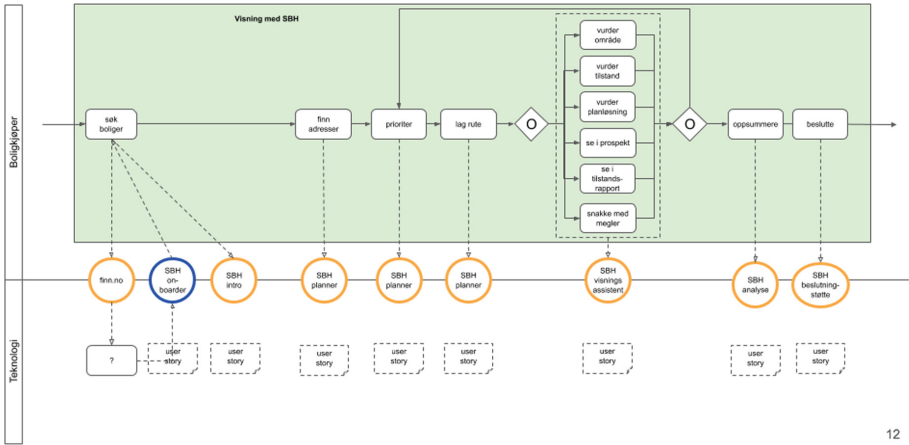 Visning med SBH
Boligkjøper
søk
boliger
finn
adresser
prioriter
lag rute
O
vurder
område
vurder
tilstand
vurder
planløsning
se i prospekt
se i
tilstands-
rapport
snakke med
megler
O
oppsummere
beslutte
finn.no
SBH
on-
boarder
SBH
intro
SBH
planner
SBH
planner
SBH
planner
SBH
visnings
assistent
SBH
analyse
SBH
beslutning-
støtte
Teknologi
?
user
story
user
story
user
story
user
story
user
story
user
story
user
story
user
story
12